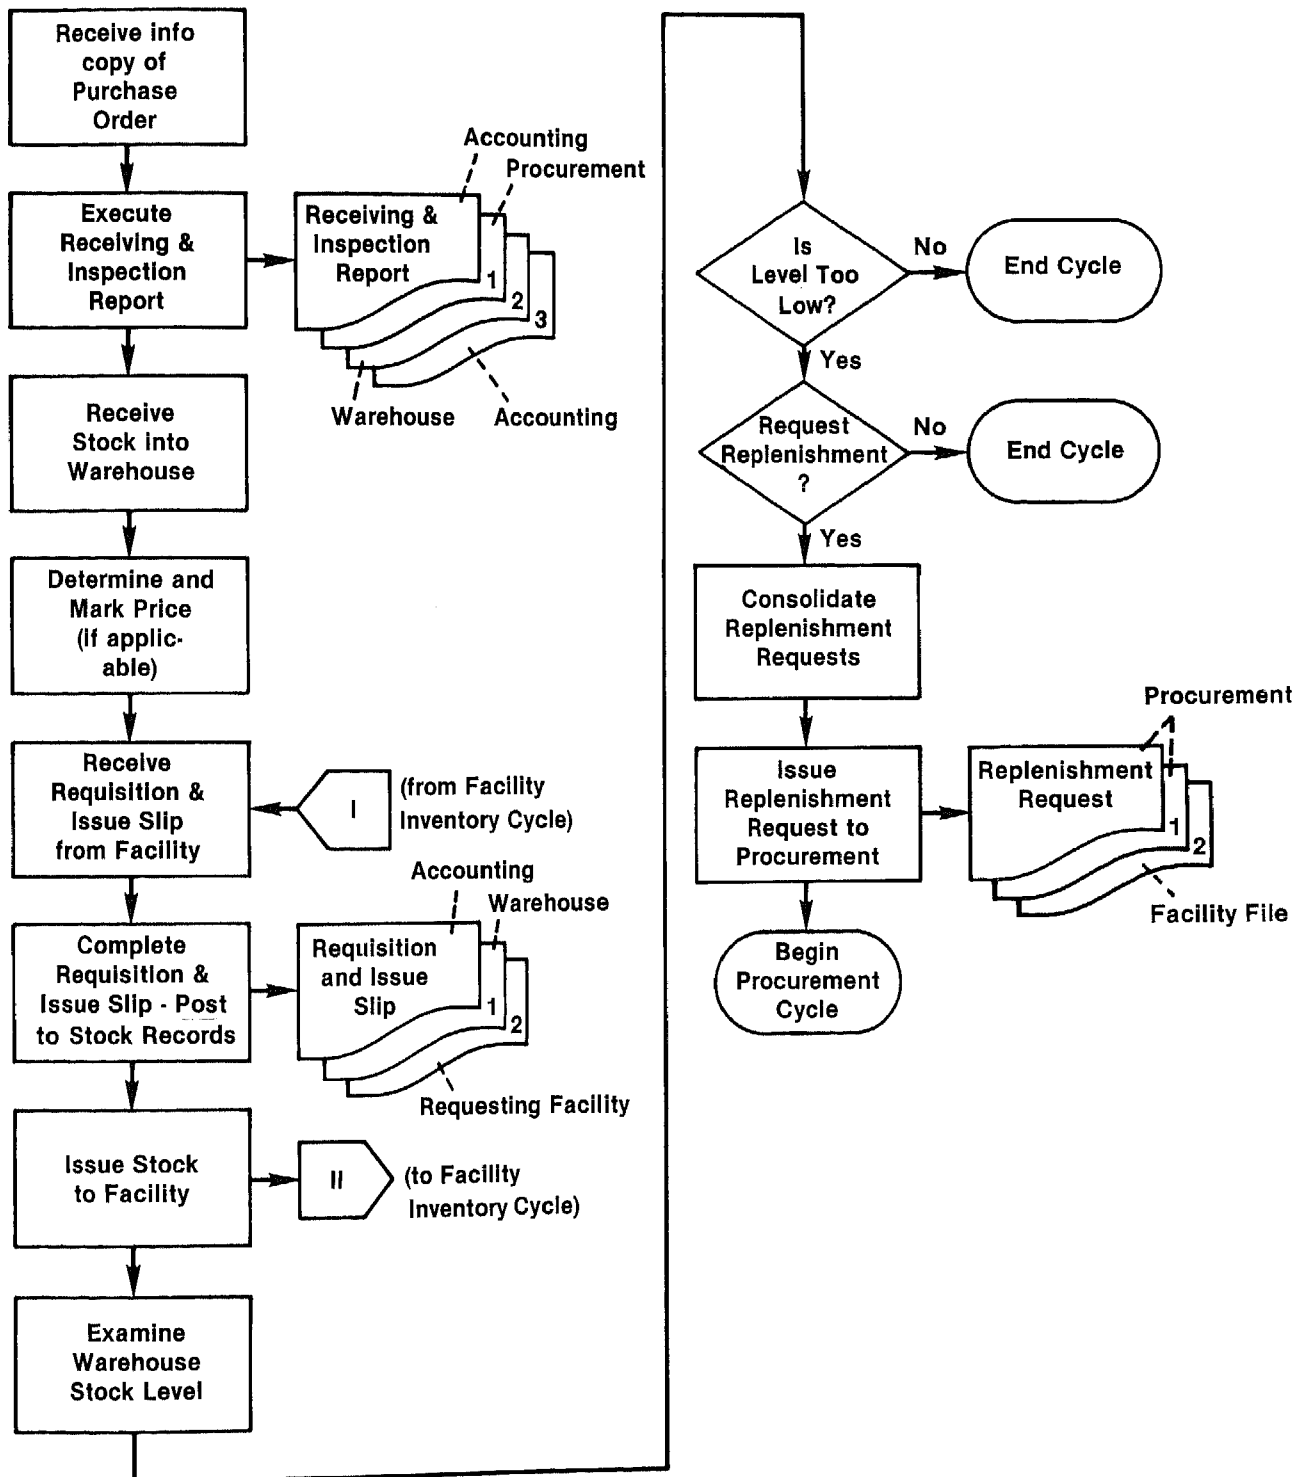 Receive info
copy of
Purchase
Order
Execute
Receiving &
Inspection
Report
Accounting
Procurement
Receiving &
Inspection
Report
1
2
3
Warehouse
Accounting
Receive
Stock into
Warehouse
Determine and
Mark Price
(if applic-
able)
Receive
Requisition &
Issue Slip
from Facility
I
(from Facility
Inventory Cycle)
Complete
Requisition &
Issue Slip - Post
to Stock Records
Accounting
Warehouse
Requisition
and Issue
Slip
1
2
Requesting Facility
Issue Stock
to Facility
II
(to Facility
Inventory Cycle)
Examine
Warehouse
Stock Level
Is
Level Too
Low?
No
End Cycle
Yes
Request
Replenishment
?
No
End Cycle
Yes
Consolidate
Replenishment
Requests
Issue
Replenishment
Request to
Procurement
Procurement
Replenishment
Request
1
2
Facility File
Begin
Procurement
Cycle